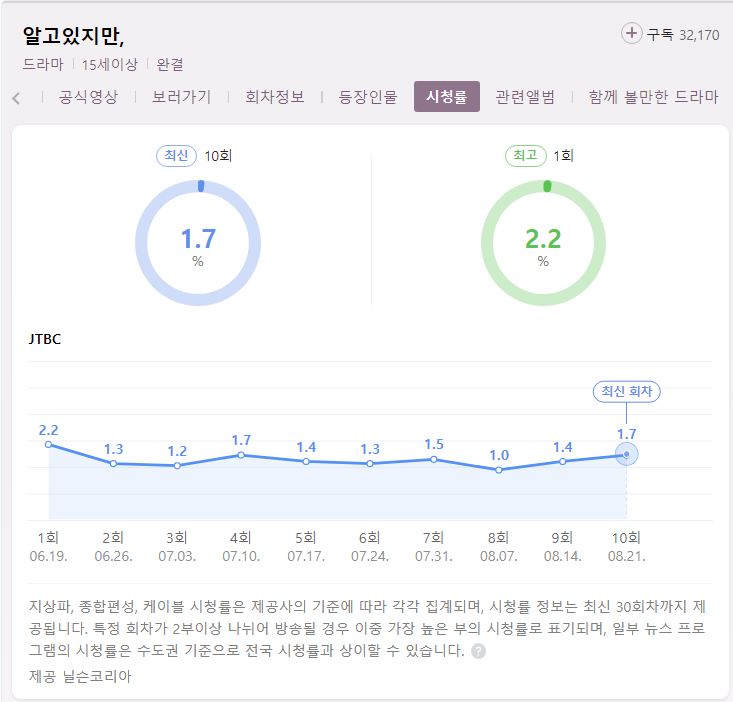 알고있지만,
구독 32,170
드라마 15세이상 완결
공식영상 보러가기 회차정보 등장인물 시청률 관련앨범 함께 볼만한 드라마
최신 10회
최고 1회
1.7
%
2.2
%
JTBC
최신 회차
2.2 1.3 1.2 1.7 1.4 1.3 1.5 1.0 1.4 1.7
1회 2회 3회 4회 5회 6회 7회 8회 9회 10회
06.19. 06.26. 07.03. 07.10. 07.17. 07.24. 07.31. 08.07. 08.14. 08.21.
지상파, 종합편성, 케이블 시청률은 제공사의 기준에 따라 각각 집계되며, 시청률 정보는 최신 30회차까지 제
공됩니다. 특정 회차가 2부이상 나뉘어 방송될 경우 이중 가장 높은 부의 시청률로 표기되며, 일부 뉴스 프로
그램의 시청률은 수도권 기준으로 전국 시청률과 상이할 수 있습니다. ?
제공 닐슨코리아